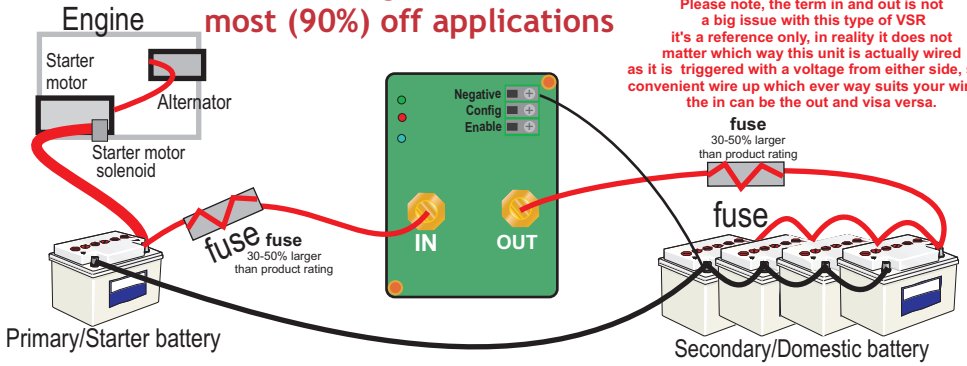 most (90%) off applications
Please note, the term in and out is not
a big issue with this type of VSR
it's a reference only, in reality it does not
matter which way this unit is actually wired
as it is triggered with a voltage from either side,
convenient wire up which ever way suits your
the in can be the out and visa versa.
Engine
Starter
motor
Alternator
Starter motor
solenoid
Negative
Config
Enable
IN
OUT
fuse
30-50% larger
than product rating
fuse
fuse
fuse
30-50% larger
than product rating
Primary/Starter battery
Secondary/Domestic battery